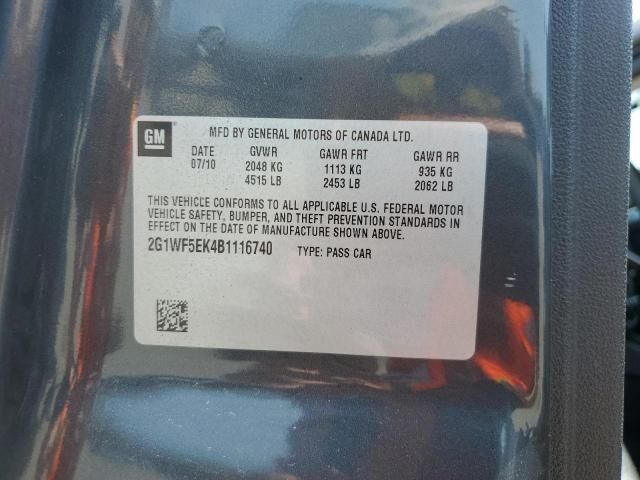 GM
MFD BY GENERAL MOTORS OF CANADA LTD.
DATE GVWR GAWR FRT GAWR RR
07/10 2048 KG 1113 KG 935 KG
4515 LB 2453 LB 2062 LB
THIS VEHICLE CONFORMS TO ALL APPLICABLE U.S. FEDERAL MOTOR
VEHICLE SAFETY, BUMPER, AND THEFT PREVENTION STANDARDS IN
EFFECT ON THE DATE OF MANUFACTURE SHOWN ABOVE.
2G1WF5EK4B1116740 TYPE: PASS CAR